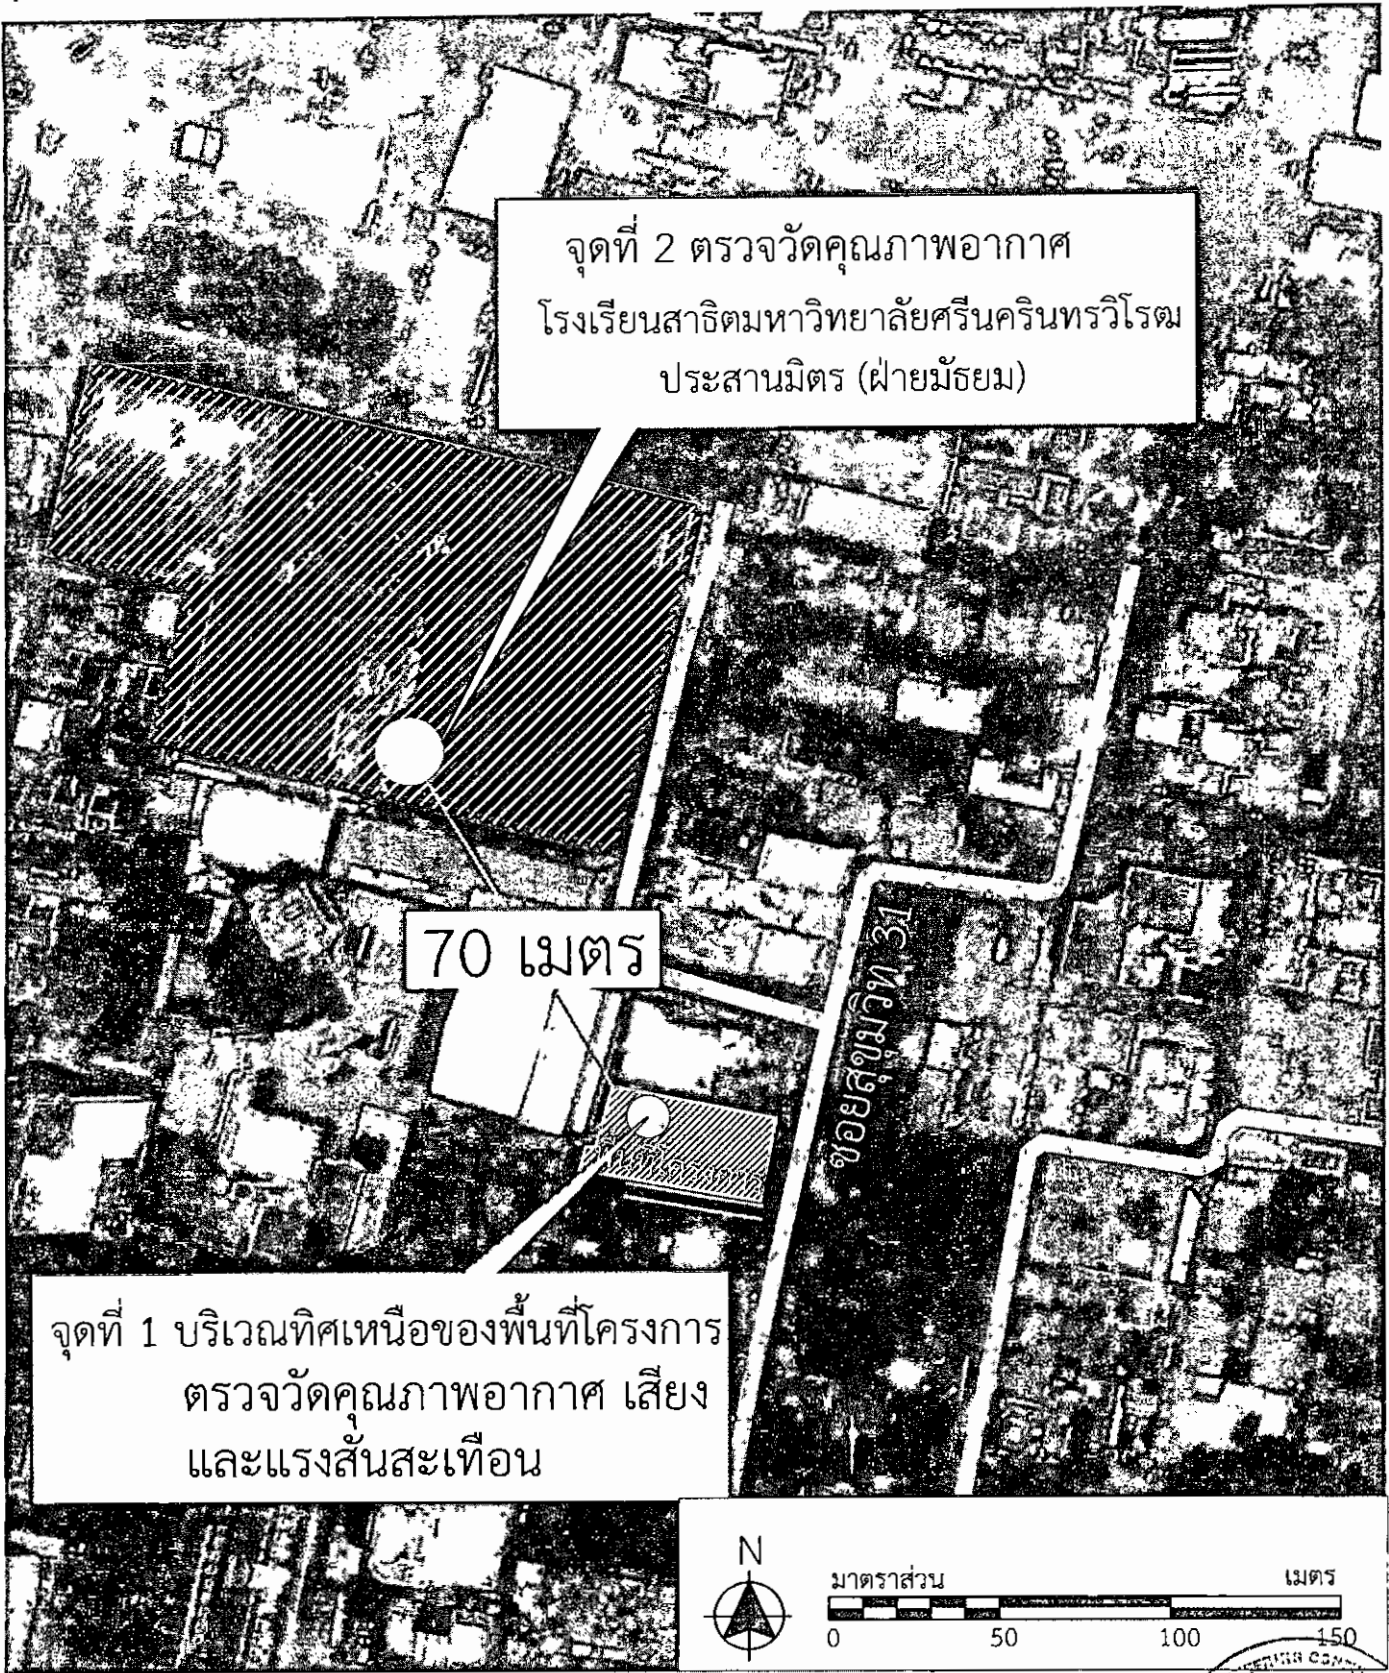 จุดที่ 2 ตรวจวัดคุณภาพอากาศ
โรงเรียนสาธิตมหาวิทยาลัยศรีนครินทรวิโรฒ
ประสานมิตร (ฝ่ายมัธยม)
70 เมตร
ซอยสุขุมวิท 31
จุดที่ 1 บริเวณทิศเหนือของพื้นที่โครงการ
ตรวจวัดคุณภาพอากาศ เสียง
และแรงสั่นสะเทือน
N
มาตราส่วน เมตร
0 50 100 150